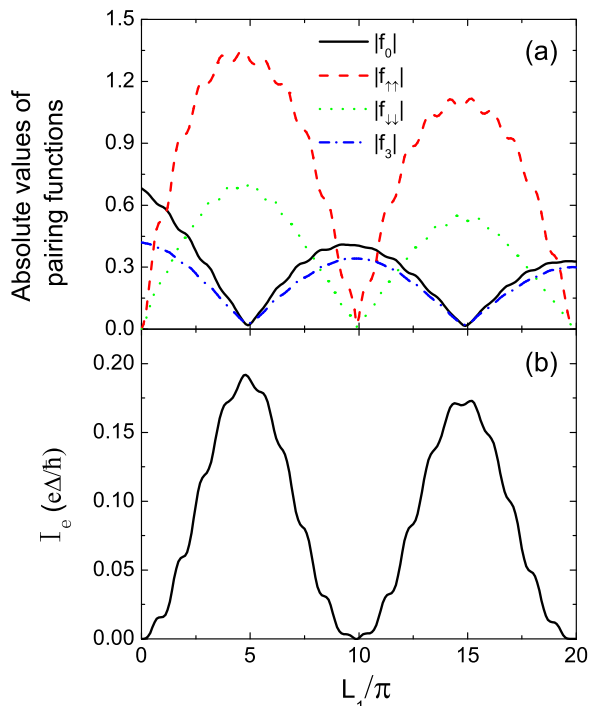 1.5
1.2
0.9
0.6
0.3
0.0
Absolute values of
pairing functions
(a)
|f₀|
|f↑↑|
|f↓↓|
|f₃|
(b)
0.20
0.15
0.10
0.05
0.00
Iₑ (eΔ/ħ)
0 5 10 15 20
L₁/π